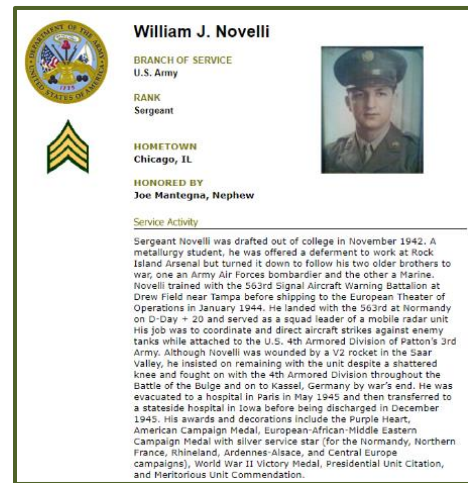 William J. Novelli
DEPARTMENT OF THE ARMY
UNITED STATES OF AMERICA
1775
BRANCH OF SERVICE
U.S. Army
RANK
Sergeant
HOMETOWN
Chicago, IL
HONORED BY
Joe Mantegna, Nephew
Service Activity
Sergeant Novelli was drafted out of college in November 1942. A
metallurgy student, he was offered a deferment to work at Rock
Island Arsenal but turned it down to follow his two older brothers to
war, one an Army Air Forces bombardier and the other a Marine.
Novelli trained with the 563rd Signal Aircraft Warning Battalion at
Drew Field near Tampa before shipping to the European Theater of
Operations in January 1944. He landed with the 563rd at Normandy
on D-Day + 20 and served as a squad leader of a mobile radar unit
His job was to coordinate and direct aircraft strikes against enemy
tanks while attached to the U.S. 4th Armored Division of Patton's 3rd
Army. Although Novelli was wounded by a V2 rocket in the Saar
Valley, he insisted on remaining with the unit despite a shattered
knee and fought on with the 4th Armored Division throughout the
Battle of the Bulge and on to Kassel, Germany by war's end. He was
evacuated to a hospital in Paris in May 1945 and then transferred to
a stateside hospital in Iowa before being discharged in December
1945. His awards and decorations include the Purple Heart,
American Campaign Medal, European-African-Middle Eastern
Campaign Medal with silver service star (for the Normandy, Northern
France, Rhineland, Ardennes-Alsace, and Central Europe
campaigns), World War II Victory Medal, Presidential Unit Citation,
and Meritorious Unit Commendation.